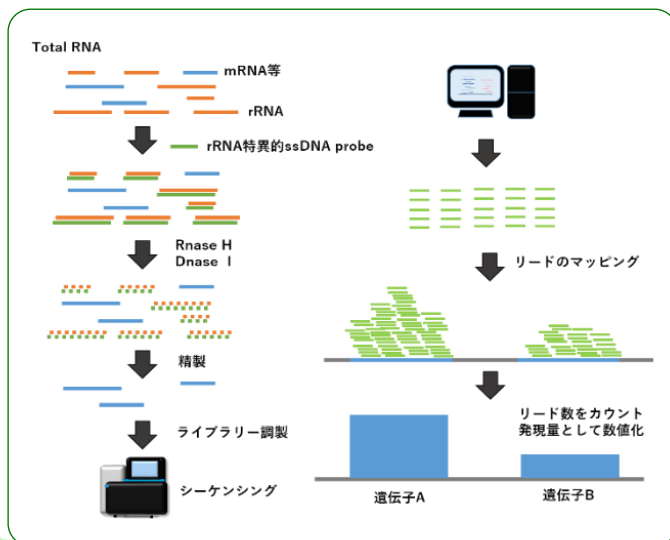 Total RNA
mRNA等
rRNA
rRNA特異的ssDNA probe
Rnase H
Dnase Ⅰ
精製
ライブラリー調製
シーケンシング
リードのマッピング
リード数をカウント
発現量として数値化
遺伝子A
遺伝子B